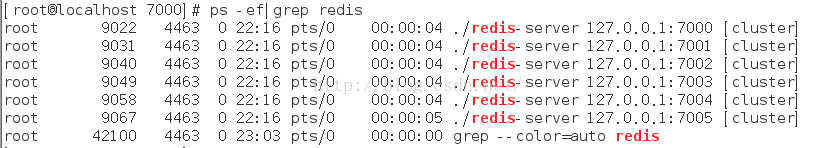 [root@localhost 7000]# ps -ef|grep redis
root 9022 4463 0 22:16 pts/0 00:00:04 ./redis-server 127.0.0.1:7000 [cluster]
root 9031 4463 0 22:16 pts/0 00:00:04 ./redis-server 127.0.0.1:7001 [cluster]
root 9040 4463 0 22:16 pts/0 00:00:04 ./redis-server 127.0.0.1:7002 [cluster]
root 9049 4463 0 22:16 pts/0 00:00:04 ./redis-server 127.0.0.1:7003 [cluster]
root 9058 4463 0 22:16 pts/0 00:00:04 ./redis-server 127.0.0.1:7004 [cluster]
root 9067 4463 0 22:16 pts/0 00:00:05 ./redis-server 127.0.0.1:7005 [cluster]
root 42100 4463 0 23:03 pts/0 00:00:00 grep --color=auto redis